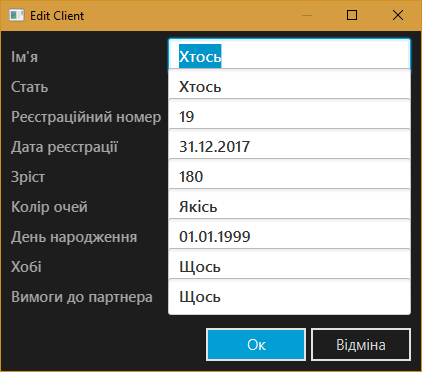 Edit Client
Ім'я Хтось
Стать Хтось
Реєстраційний номер 19
Дата реєстрації 31.12.2017
Зріст 180
Колір очей Якісь
День народження 01.01.1999
Хобі Щось
Вимоги до партнера Щось
Ок Відміна